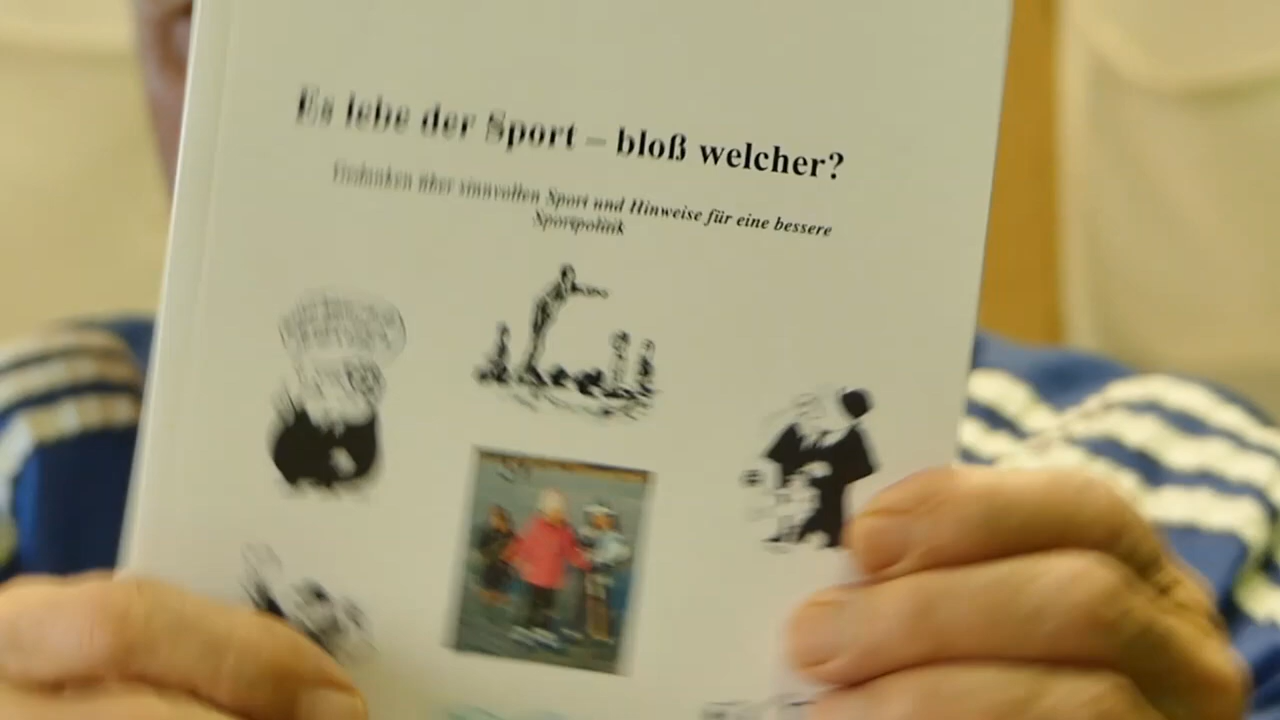 Es lebe der Sport – bloß welcher?
Gedanken über sinnvollen Sport und Hinweise für eine bessere
Sportpolitik